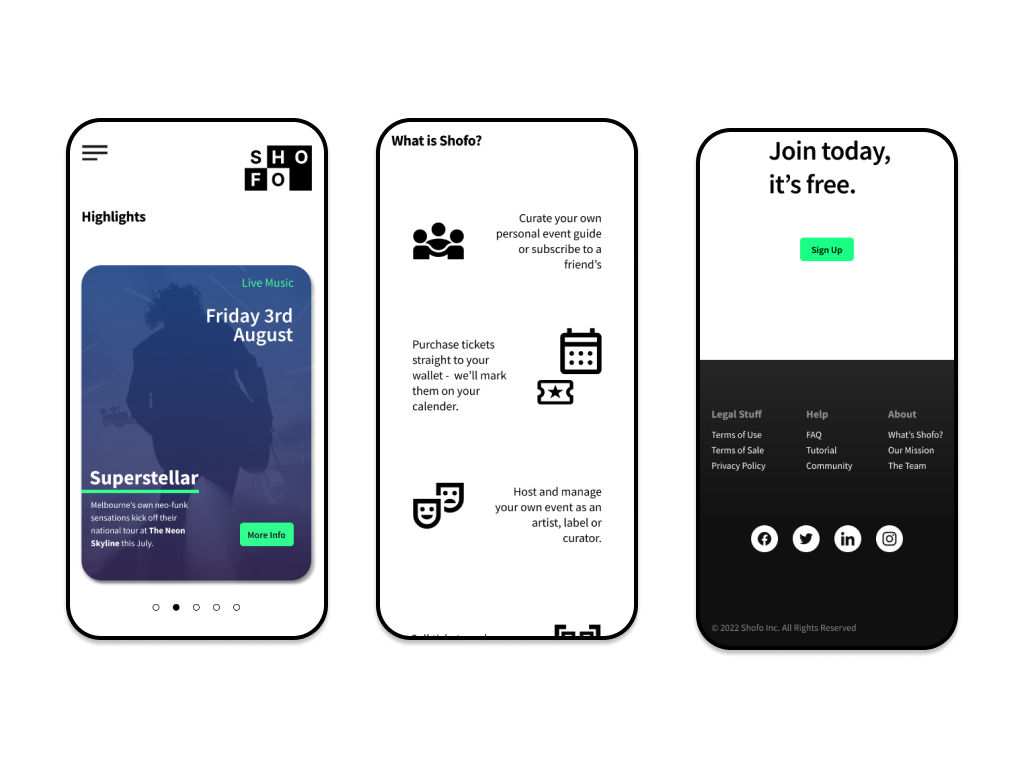 SHO
FO
Highlights
Live Music
Friday 3rd
August
Superstellar
Melbourne's own neo-funk
sensations kick off their
national tour at The Neon
Skyline this July.
More Info
What is Shofo?
Curate your own
personal event guide
or subscribe to a
friend's
Purchase tickets
straight to your
wallet - we'll mark
them on your
calender.
Host and manage
your own event as an
artist, label or
curator.
Join today,
it's free.
Sign Up
Legal Stuff
Terms of Use
Terms of Sale
Privacy Policy
Help
FAQ
Tutorial
Community
About
What's Shofo?
Our Mission
The Team
© 2022 Shofo Inc. All Rights Reserved